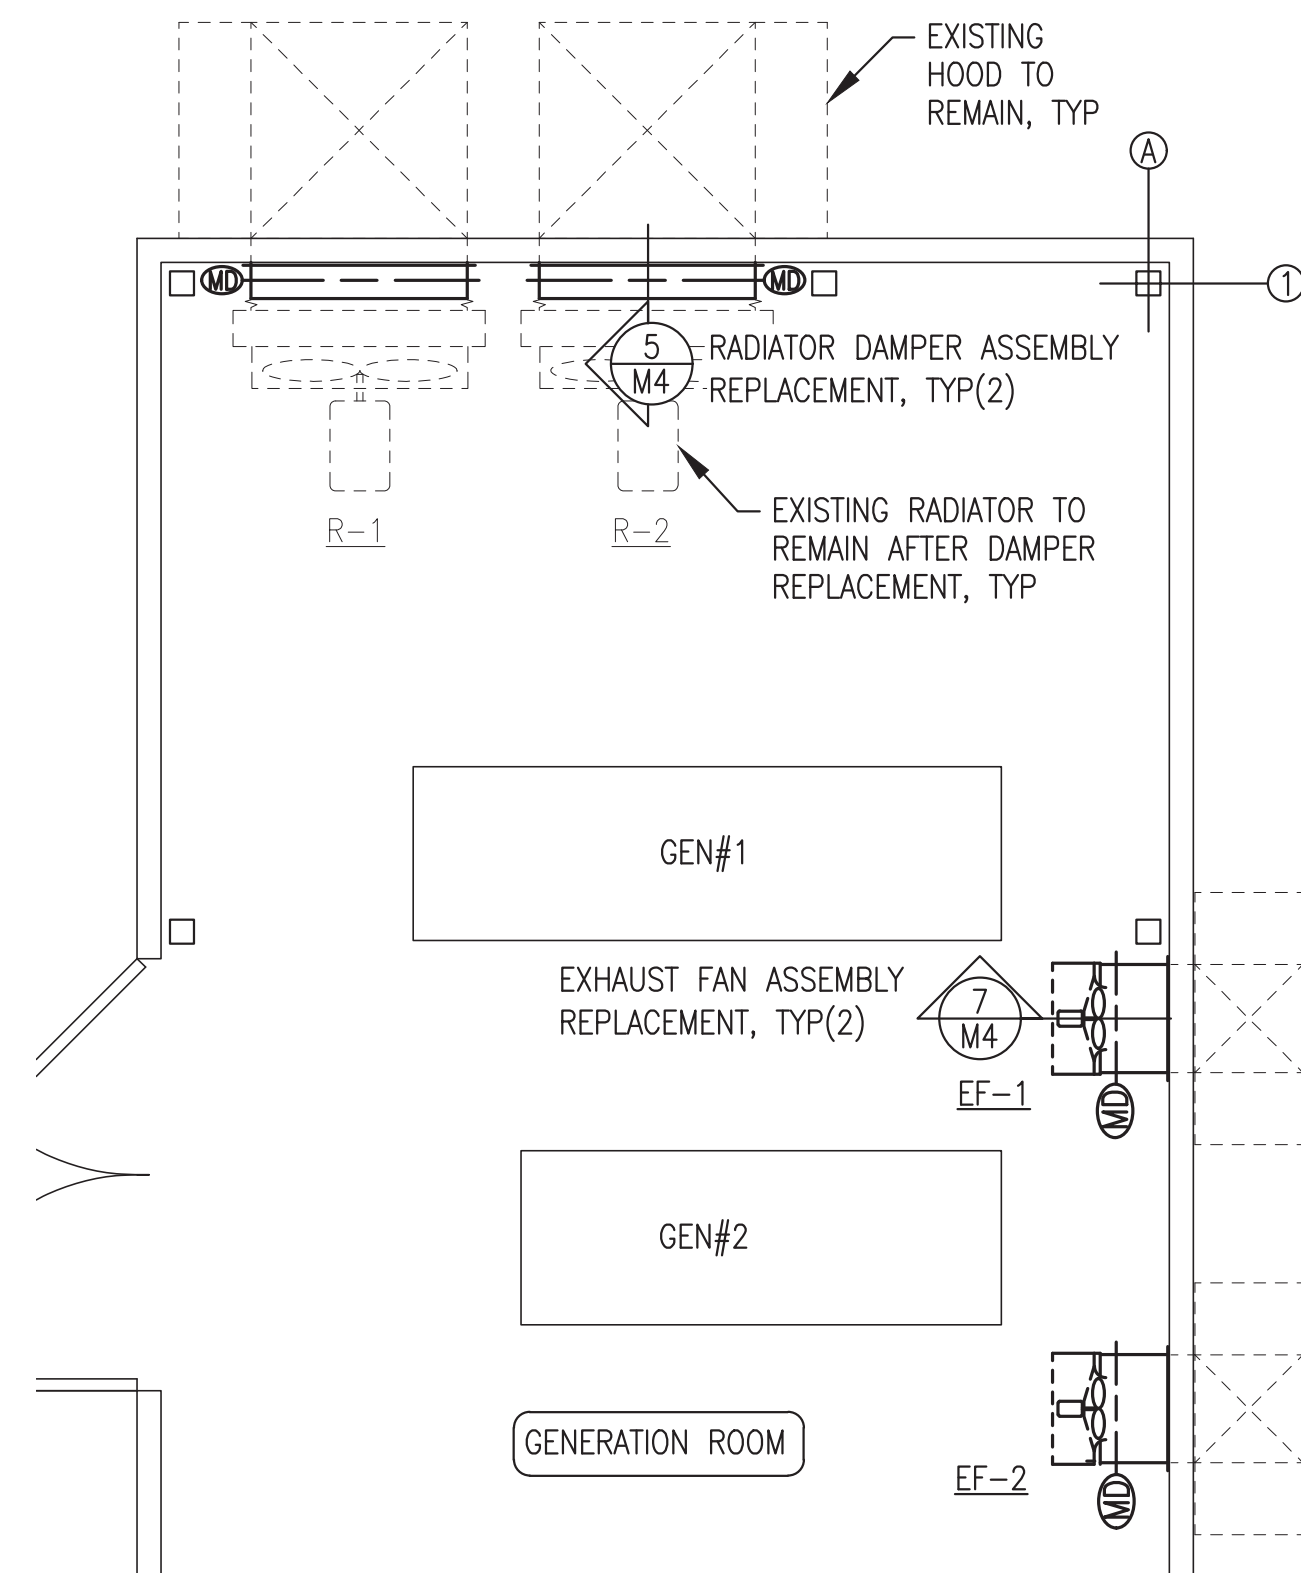 EXISTING
HOOD TO
REMAIN, TYP
A
MD
MD
1
5
M4
RADIATOR DAMPER ASSEMBLY
REPLACEMENT, TYP(2)
EXISTING RADIATOR TO
REMAIN AFTER DAMPER
REPLACEMENT, TYP
R-1
R-2
GEN#1
EXHAUST FAN ASSEMBLY
REPLACEMENT, TYP(2)
7
M4
EF-1
MD
GEN#2
GENERATION ROOM
EF-2
MD